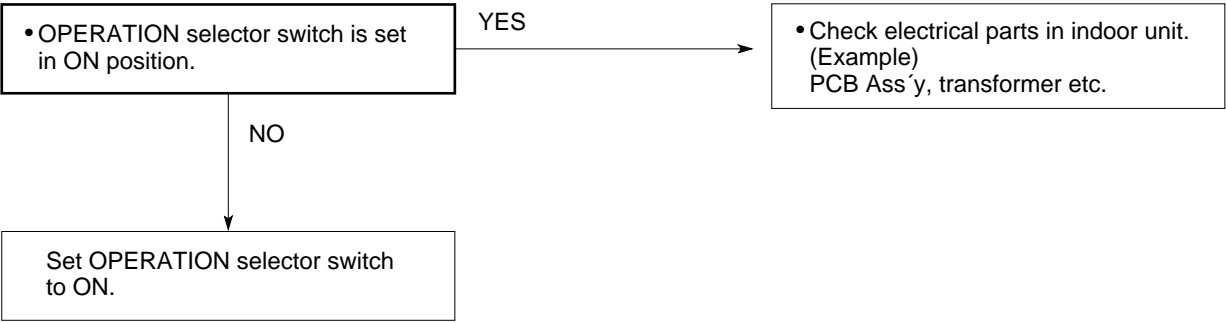 • OPERATION selector switch is set
in ON position.
YES
• Check electrical parts in indoor unit.
(Example)
PCB Ass´y, transformer etc.
NO
Set OPERATION selector switch
to ON.